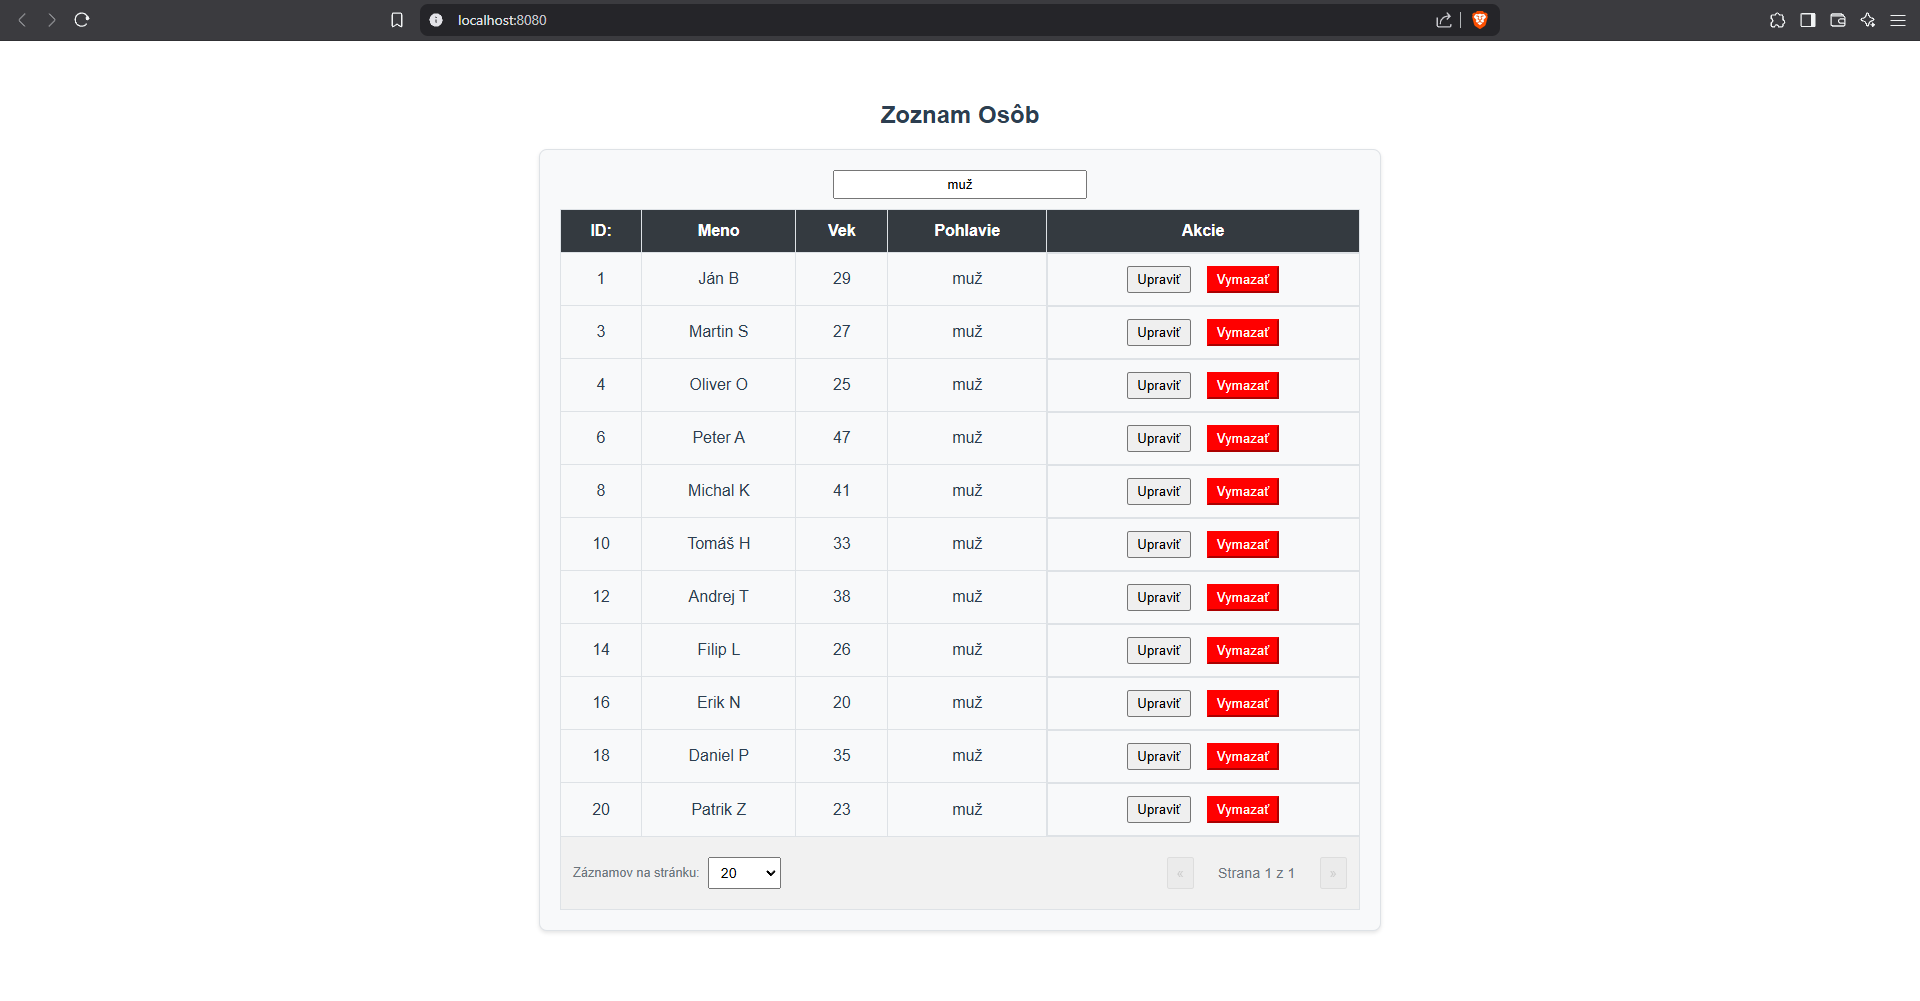 localhost:8080
Zoznam Osôb
muž
ID: Meno Vek Pohlavie Akcie
1 Ján B 29 muž Upraviť Vymazať
3 Martin S 27 muž Upraviť Vymazať
4 Oliver O 25 muž Upraviť Vymazať
6 Peter A 47 muž Upraviť Vymazať
8 Michal K 41 muž Upraviť Vymazať
10 Tomáš H 33 muž Upraviť Vymazať
12 Andrej T 38 muž Upraviť Vymazať
14 Filip L 26 muž Upraviť Vymazať
16 Erik N 20 muž Upraviť Vymazať
18 Daniel P 35 muž Upraviť Vymazať
20 Patrik Z 23 muž Upraviť Vymazať
Záznamov na stránku: 20 « Strana 1 z 1 »